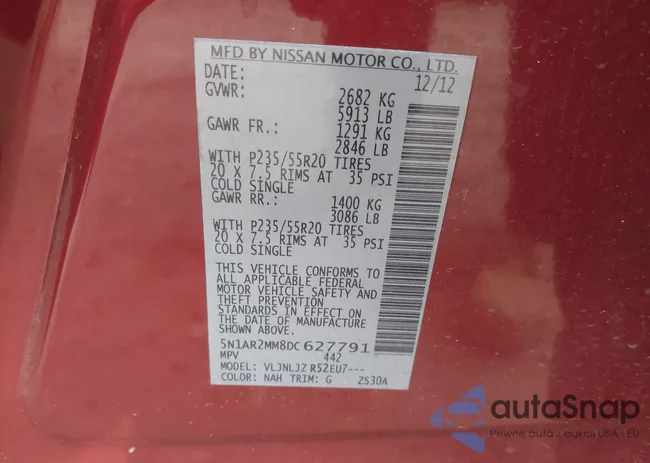 MFD BY NISSAN MOTOR CO., LTD.
DATE: 12/12
GVWR: 2682 KG
5913 LB
GAWR FR.: 1291 KG
2846 LB
WITH P235/55R20 TIRES
20 X 7.5 RIMS AT 35 PSI
COLD SINGLE
GAWR RR.: 1400 KG
3086 LB
WITH P235/55R20 TIRES
20 X 7.5 RIMS AT 35 PSI
COLD SINGLE
THIS VEHICLE CONFORMS TO
ALL APPLICABLE FEDERAL
MOTOR VEHICLE SAFETY AND
THEFT PREVENTION
STANDARDS IN EFFECT ON
THE DATE OF MANUFACTURE
SHOWN ABOVE.
5N1AR2MM8DC627791
MPV 442
MODEL: VLJNLJZ R52EU7---
COLOR: NAH TRIM: G ZS30A
autaSnap
Pewne auta z aukcji USA i EU